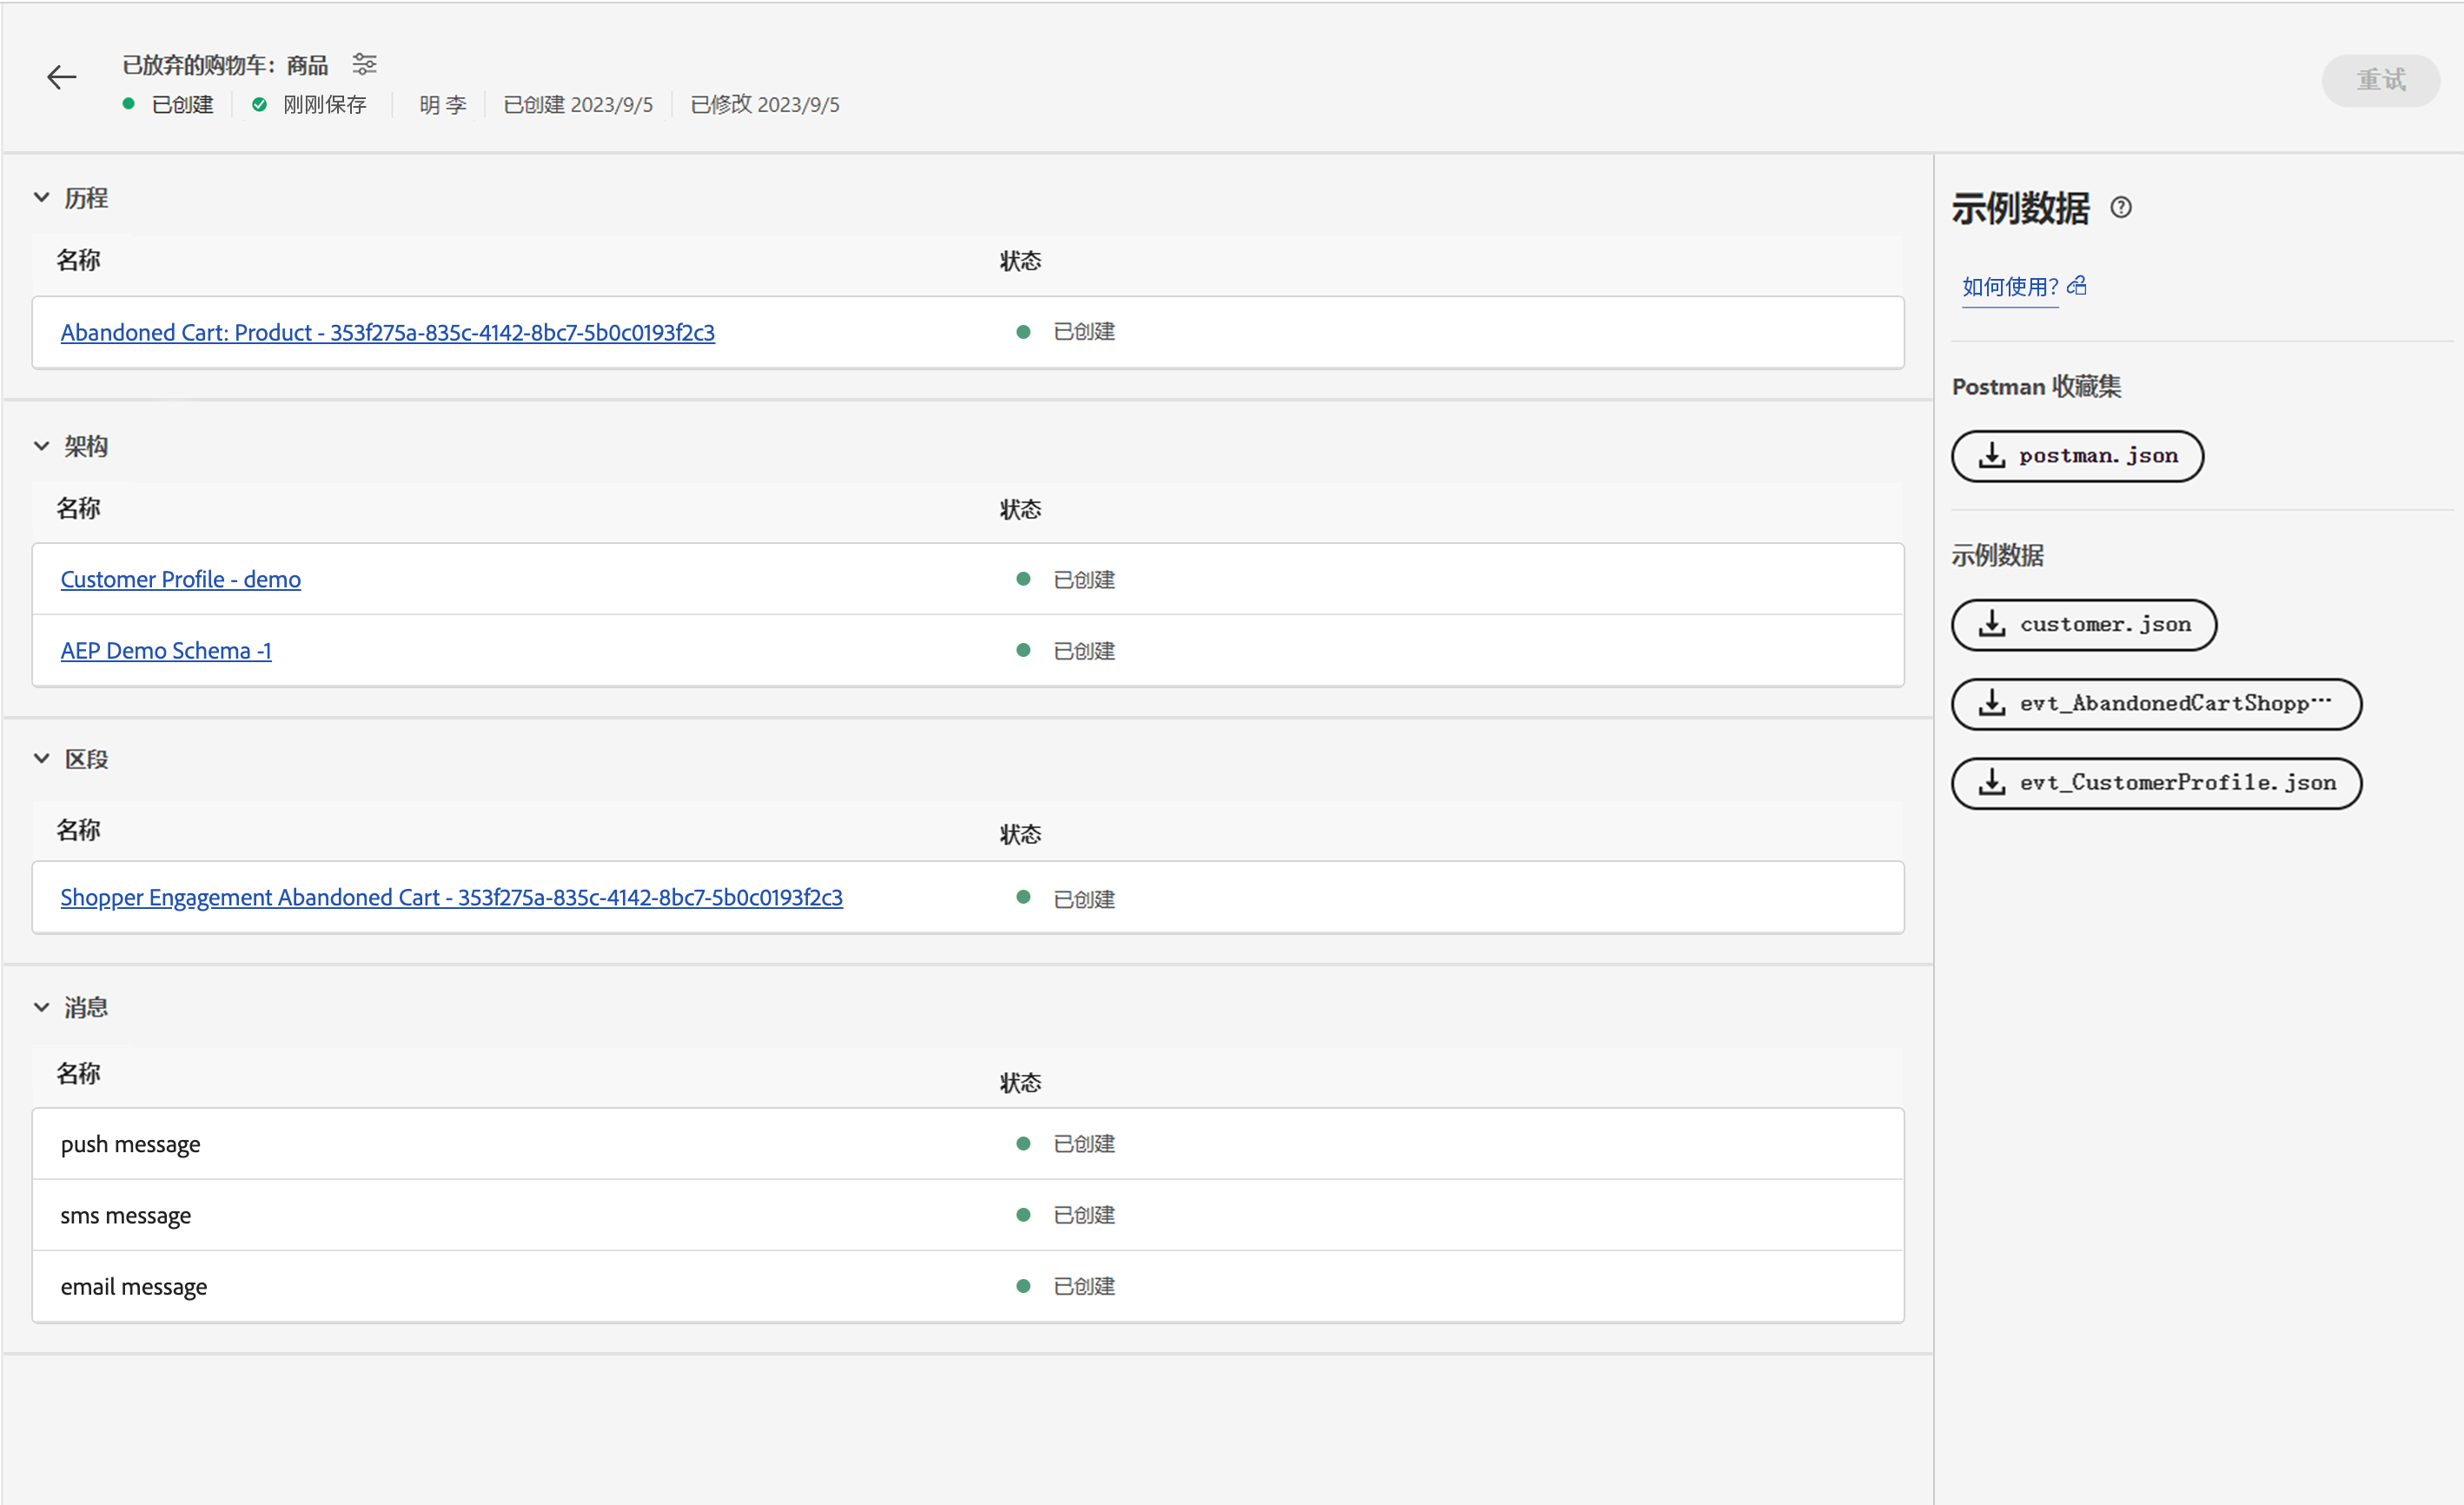 已放弃的购物车：商品
已创建 刚刚保存 明 李 已创建 2023/9/5 已修改 2023/9/5
重试
历程
名称 状态
Abandoned Cart: Product - 353f275a-835c-4142-8bc7-5b0c0193f2c3 已创建
架构
名称 状态
Customer Profile - demo 已创建
AEP Demo Schema -1 已创建
区段
名称 状态
Shopper Engagement Abandoned Cart - 353f275a-835c-4142-8bc7-5b0c0193f2c3 已创建
消息
名称 状态
push message 已创建
sms message 已创建
email message 已创建
示例数据
如何使用？
Postman 收藏集
postman.json
示例数据
customer.json
evt_AbandonedCartShopp…
evt_CustomerProfile.json